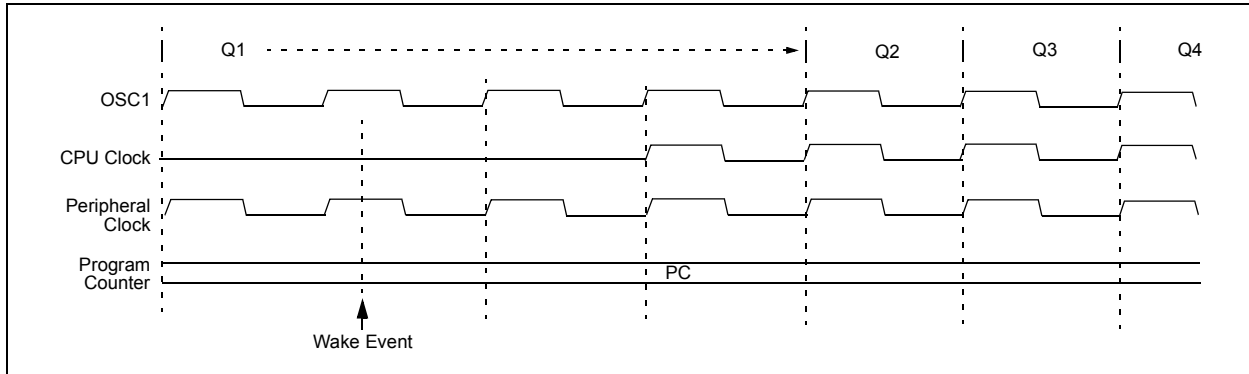 Q1
Q2
Q3
Q4
OSC1
CPU Clock
Peripheral
Clock
Program
Counter
PC
Wake Event